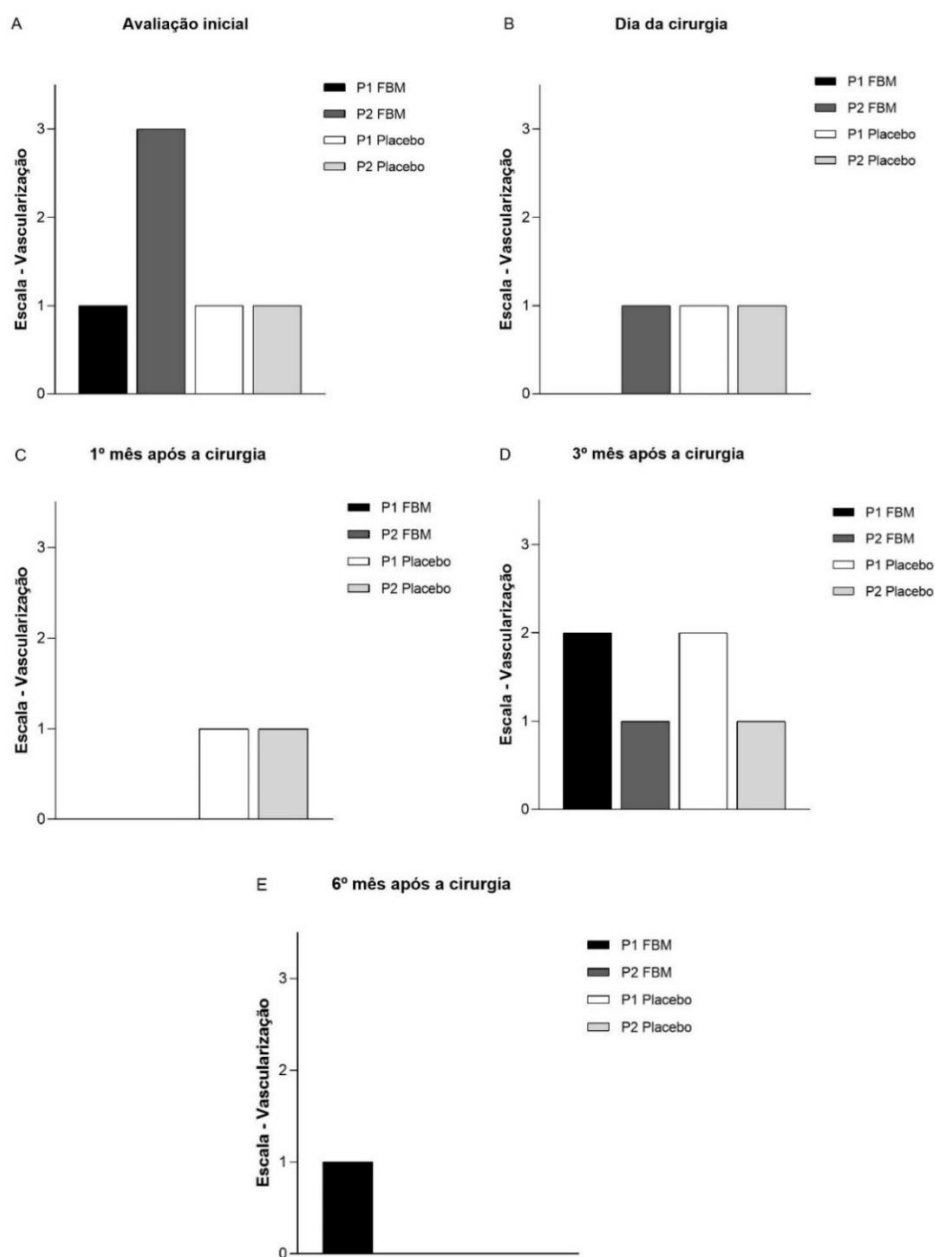 A
Avaliação inicial
Escala - Vascularização
3
2
1
0
P1 FBM
P2 FBM
P1 Placebo
P2 Placebo
B
Dia da cirurgia
Escala - Vascularização
3
2
1
0
P1 FBM
P2 FBM
P1 Placebo
P2 Placebo
C
1º mês após a cirurgia
Escala - Vascularização
3
2
1
0
P1 FBM
P2 FBM
P1 Placebo
P2 Placebo
D
3º mês após a cirurgia
Escala - Vascularização
3
2
1
0
P1 FBM
P2 FBM
P1 Placebo
P2 Placebo
E
6º mês após a cirurgia
Escala - Vascularização
3
2
1
0
P1 FBM
P2 FBM
P1 Placebo
P2 Placebo